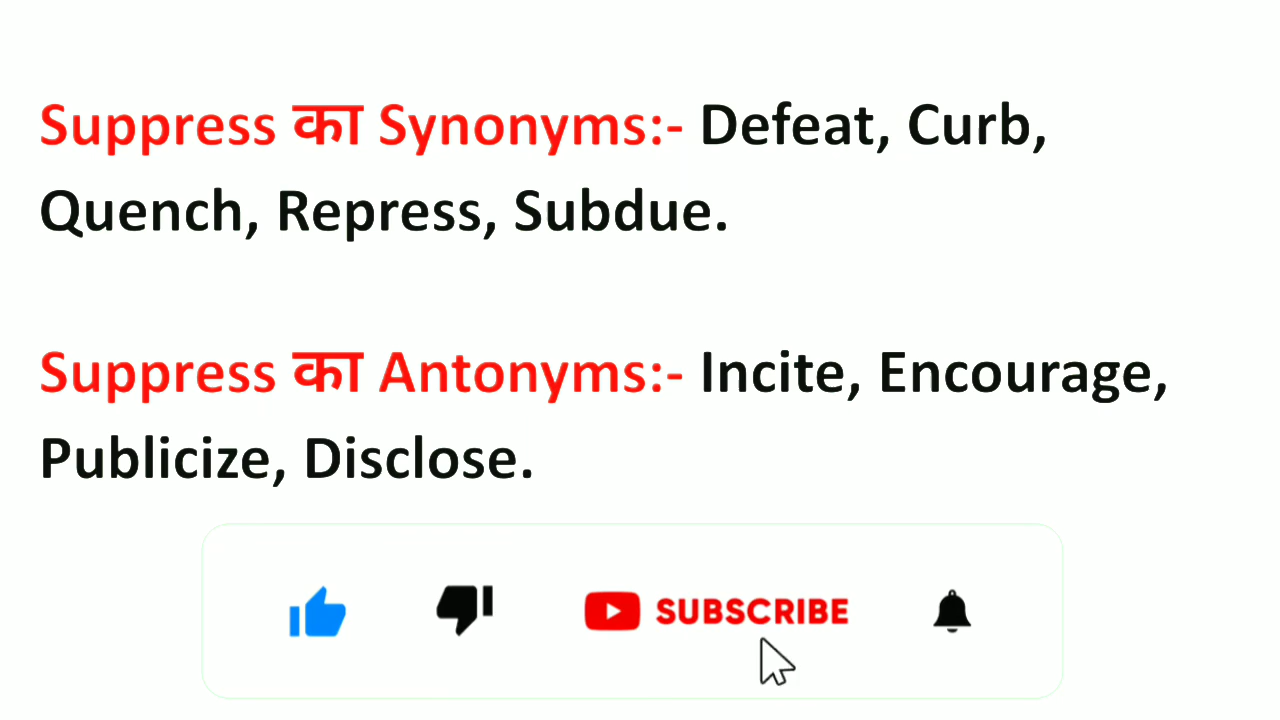 Suppress का Synonyms:- Defeat, Curb,
Quench, Repress, Subdue.
Suppress का Antonyms:- Incite, Encourage,
Publicize, Disclose.
SUBSCRIBE